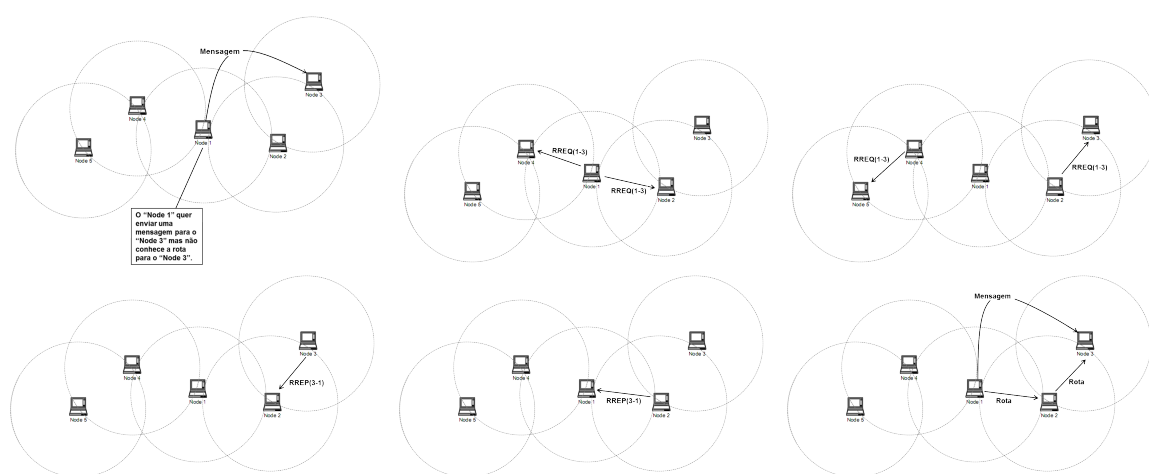 Mensagem
Node 3
Node 4
Node 1
Node 2
Node 5
O “Node 1” quer
enviar uma
mensagem para o
“Node 3” mas não
conhece a rota
para o “Node 3”.
Node 3
Node 4
RREQ(1-3)
Node 1
RREQ(1-3)
Node 2
Node 5
Node 3
Node 4
RREQ(1-3)
RREQ(1-3)
Node 1
Node 2
Node 5
Node 3
Node 4
RREP(3-1)
Node 1
Node 2
Node 5
Node 3
Node 4
Node 1
RREP(3-1)
Node 2
Node 5
Mensagem
Node 3
Node 4
Rota
Node 1
Rota
Node 2
Node 5